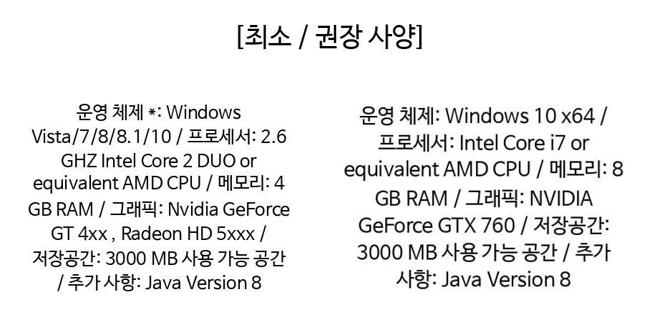 [최소 / 권장 사양]
운영 체제 *: Windows
Vista/7/8/8.1/10 / 프로세서: 2.6
GHZ Intel Core 2 DUO or
equivalent AMD CPU / 메모리: 4
GB RAM / 그래픽: Nvidia GeForce
GT 4xx , Radeon HD 5xxx /
저장공간: 3000 MB 사용 가능 공간
/ 추가 사항: Java Version 8
운영 체제: Windows 10 x64 /
프로세서: Intel Core i7 or
equivalent AMD CPU / 메모리: 8
GB RAM / 그래픽: NVIDIA
GeForce GTX 760 / 저장공간:
3000 MB 사용 가능 공간 / 추가
사항: Java Version 8